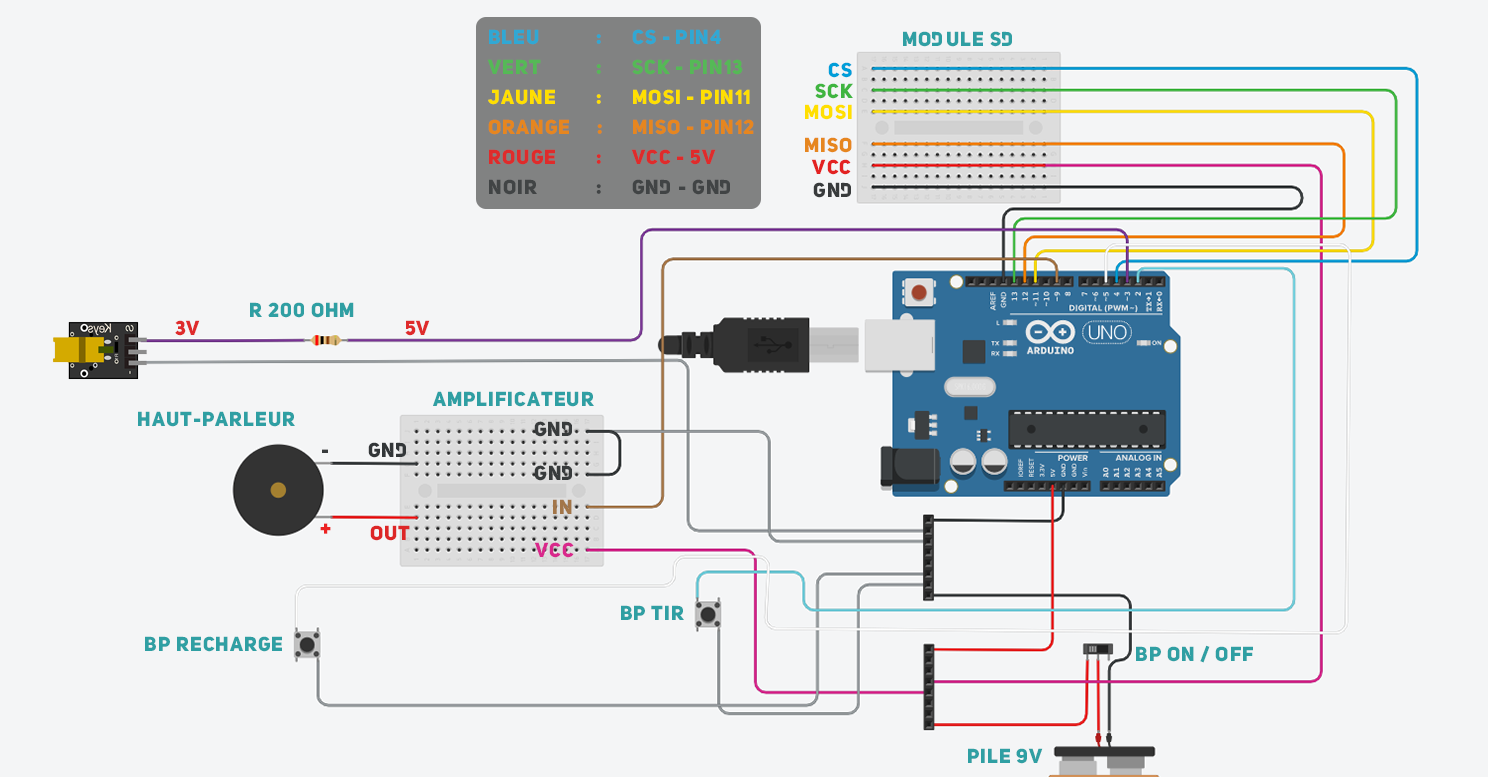 BLEU : CS - PIN4
VERT : SCK - PIN13
JAUNE : MOSI - PIN11
ORANGE : MISO - PIN12
ROUGE : VCC - 5V
NOIR : GND - GND
MODULE SD
CS
SCK
MOSI
MISO
VCC
GND
R 200 OHM
3V
5V
Keyes
S
-
HAUT-PARLEUR
-
+
AMPLIFICATEUR
GND
OUT
GND
GND
IN
VCC
AREF
GND
13
12
~11
~10
~9
8
7
~6
~5
4
~3
2
TX→1
RX←0
DIGITAL (PWM~)
L
TX
RX
ARDUINO
UNO
ON
POWER
ANALOG IN
IOREF
RESET
3.3V
5V
GND
GND
Vin
A0
A1
A2
A3
A4
A5
BP TIR
BP RECHARGE
BP ON / OFF
PILE 9V